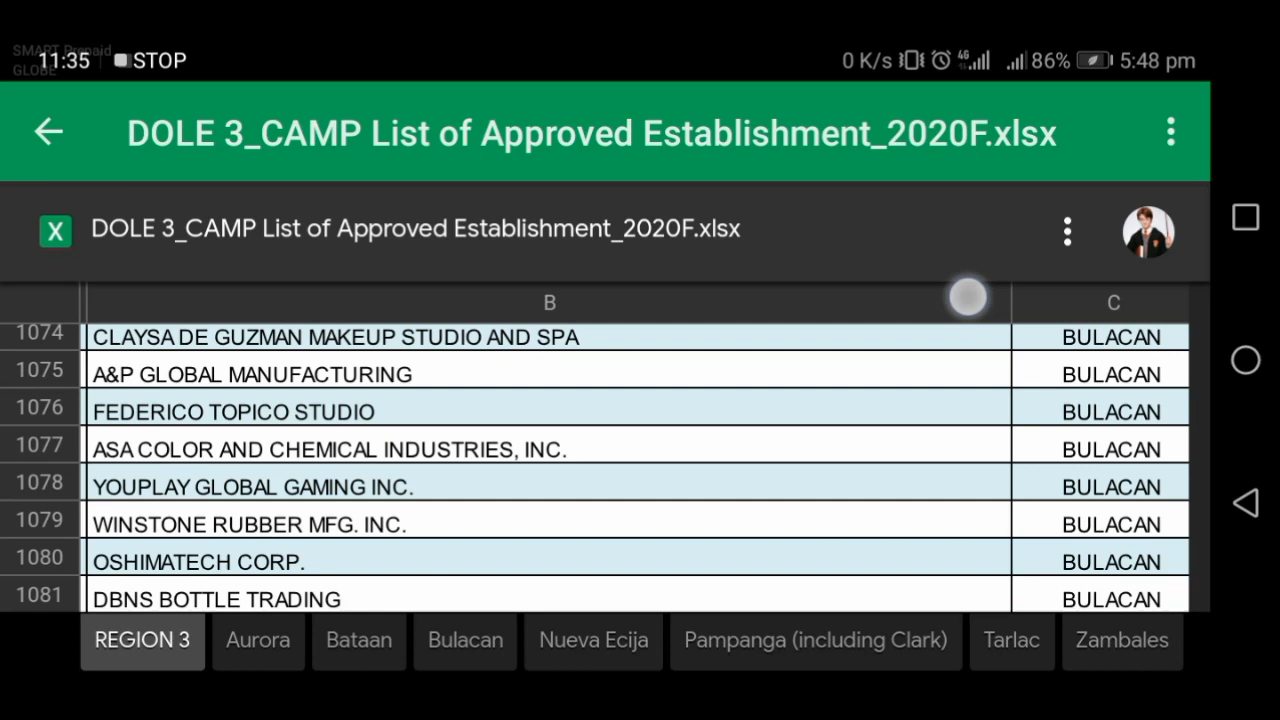 SMART Prepaid
GLOBE
11:35 STOP 0 K/s 4G 86% 5:48 pm
DOLE 3_CAMP List of Approved Establishment_2020F.xlsx
X DOLE 3_CAMP List of Approved Establishment_2020F.xlsx
B C
1074 CLAYSA DE GUZMAN MAKEUP STUDIO AND SPA BULACAN
1075 A&P GLOBAL MANUFACTURING BULACAN
1076 FEDERICO TOPICO STUDIO BULACAN
1077 ASA COLOR AND CHEMICAL INDUSTRIES, INC. BULACAN
1078 YOUPLAY GLOBAL GAMING INC. BULACAN
1079 WINSTONE RUBBER MFG. INC. BULACAN
1080 OSHIMATECH CORP. BULACAN
1081 DBNS BOTTLE TRADING BULACAN
REGION 3 Aurora Bataan Bulacan Nueva Ecija Pampanga (including Clark) Tarlac Zambales